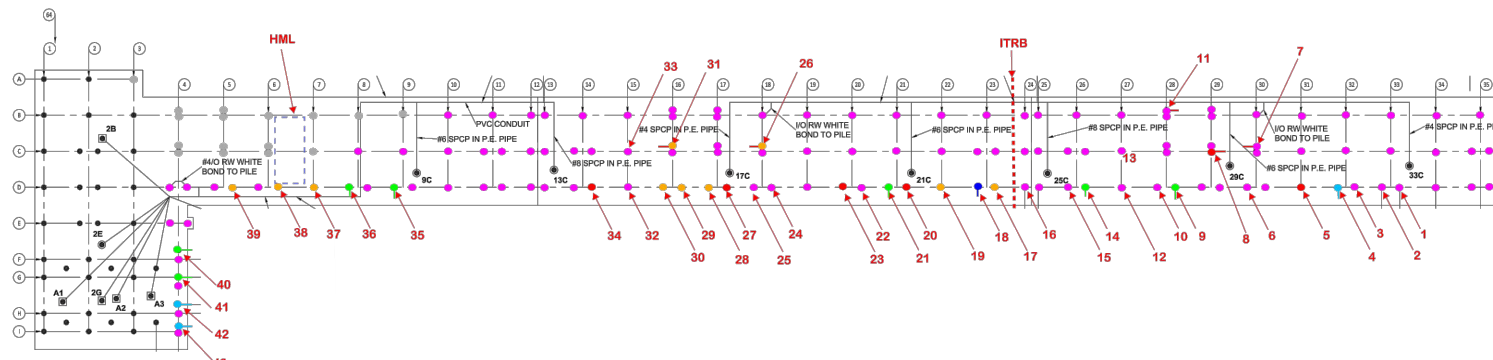 64
HML
ITRB
1
2
3
4
5
6
7
8
9
10
11
12
13
14
15
16
17
18
19
20
21
22
23
24
25
26
27
28
29
30
31
32
33
34
35
33
31
26
11
7
A
B
C
D
E
F
G
H
I
2B
#4/O RW WHITE
BOND TO PILE
PVC CONDUIT
#6 SPCP IN P.E. PIPE
#8 SPCP IN P.E. PIPE
#4 SPCP IN P.E. PIPE
I/O RW WHITE
BOND TO PILE
#6 SPCP IN P.E. PIPE
#8 SPCP IN P.E. PIPE
13
I/O RW WHITE
BOND TO PILE
#6 SPCP IN P.E. PIPE
#4 SPCP IN P.E. PIPE
9C
13C
17C
21C
25C
29C
33C
39
38
37
36
35
34
32
30
29
28
27
25
24
23
22
21
20
19
18
17
16
15
14
12
10
9
8
6
5
4
3
2
1
2E
A1
2G
A2
A3
40
41
42